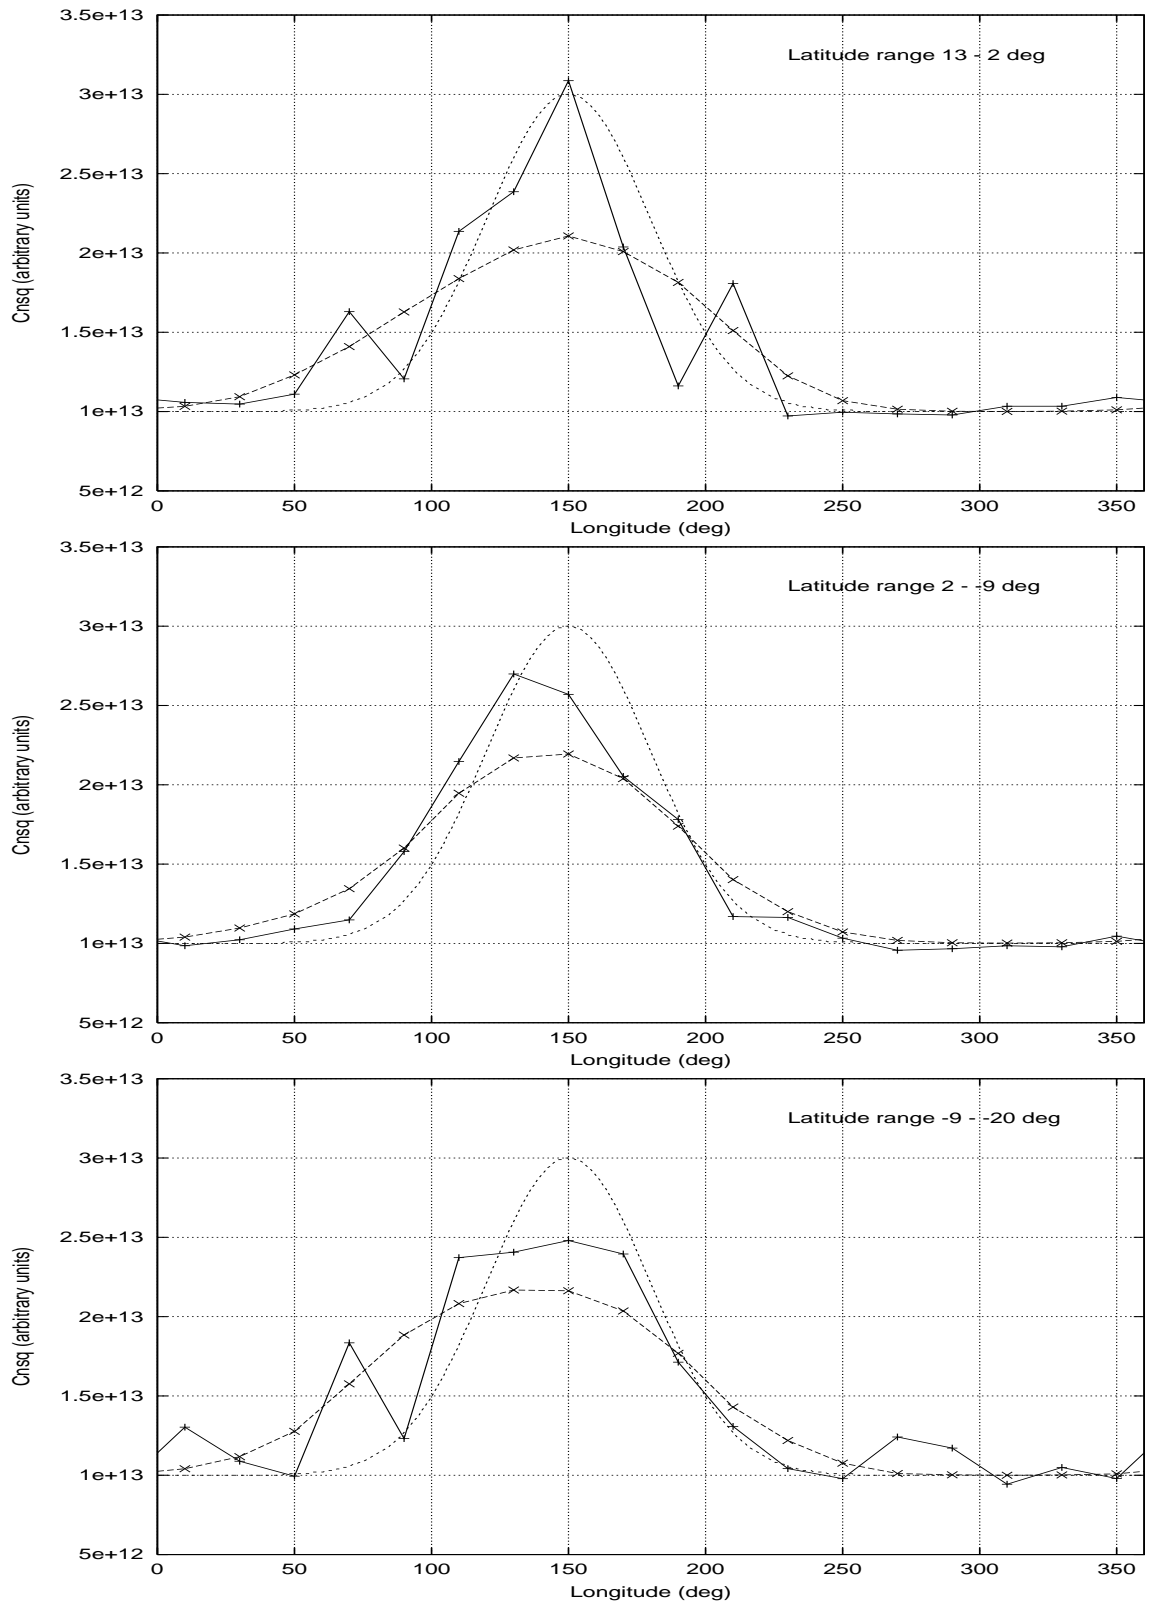 3.5e+13
Latitude range 13 - 2 deg
3e+13
2.5e+13
2e+13
1.5e+13
1e+13
5e+12
Cnsq (arbitrary units)
0 50 100 150 200 250 300 350
Longitude (deg)
3.5e+13
Latitude range 2 - -9 deg
3e+13
2.5e+13
2e+13
1.5e+13
1e+13
5e+12
Cnsq (arbitrary units)
0 50 100 150 200 250 300 350
Longitude (deg)
3.5e+13
Latitude range -9 - -20 deg
3e+13
2.5e+13
2e+13
1.5e+13
1e+13
5e+12
Cnsq (arbitrary units)
0 50 100 150 200 250 300 350
Longitude (deg)